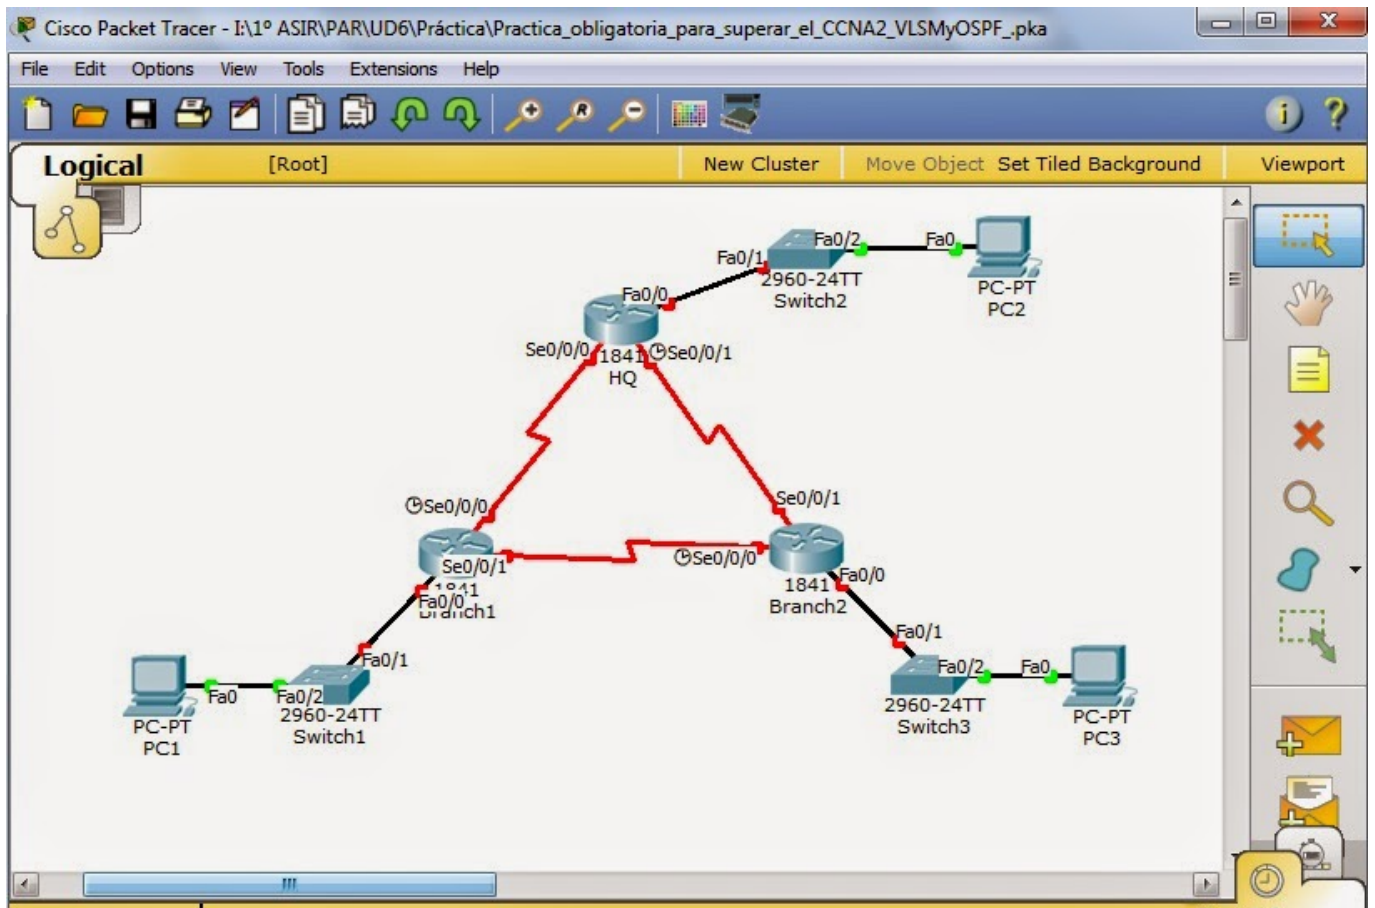 Cisco Packet Tracer - I:\1º ASIR\PAR\UD6\Práctica\Practica_obligatoria_para_superar_el_CCNA2_VLSMyOSPF_.pka
File Edit Options View Tools Extensions Help
Logical [Root] New Cluster Move Object Set Tiled Background Viewport
Fa0/1 Fa0/2 Fa0
2960-24TT
Switch2
PC-PT
PC2
Fa0/0
Se0/0/0 1841 Se0/0/1
HQ
Se0/0/0
Se0/0/1
Se0/0/1
1841
Fa0/0
Branch1
Se0/0/0
1841
Branch2
Fa0/0
Fa0/1
Fa0/1
Fa0 Fa0/2
PC-PT
PC1
2960-24TT
Switch1
Fa0/2 Fa0
2960-24TT
Switch3
PC-PT
PC3